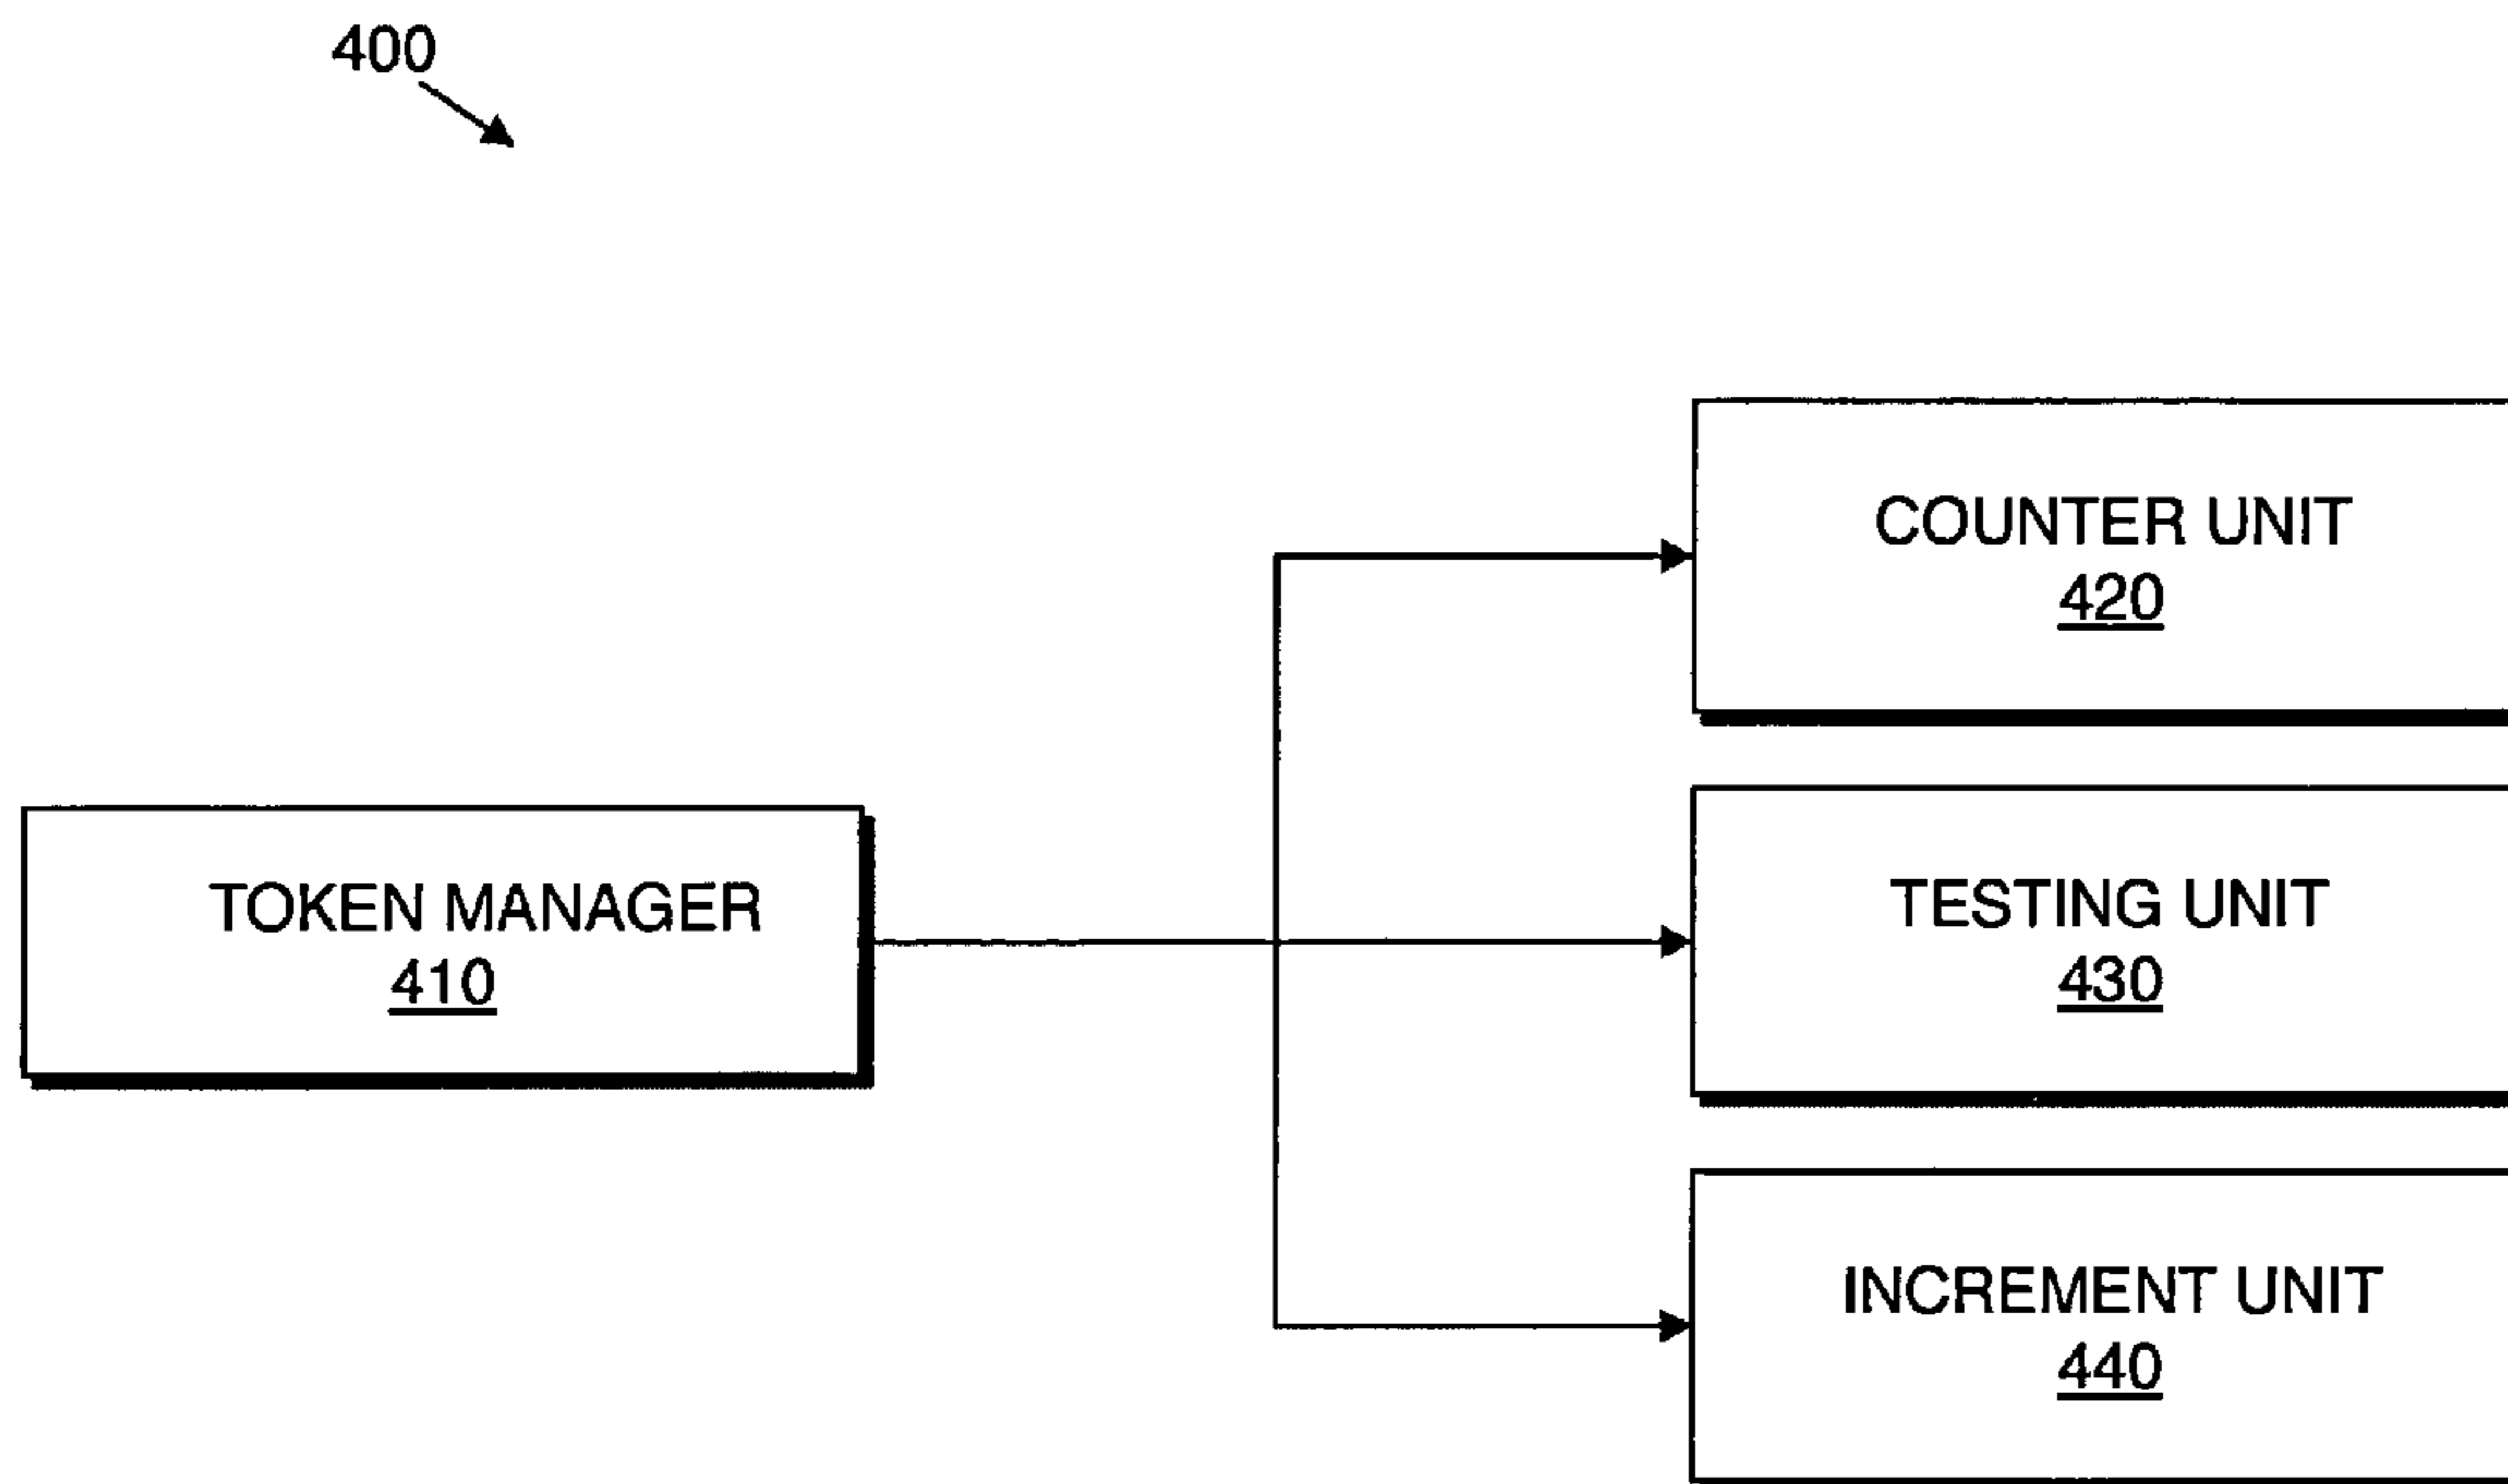 400
COUNTER UNIT
420
TOKEN MANAGER
410
TESTING UNIT
430
INCREMENT UNIT
440